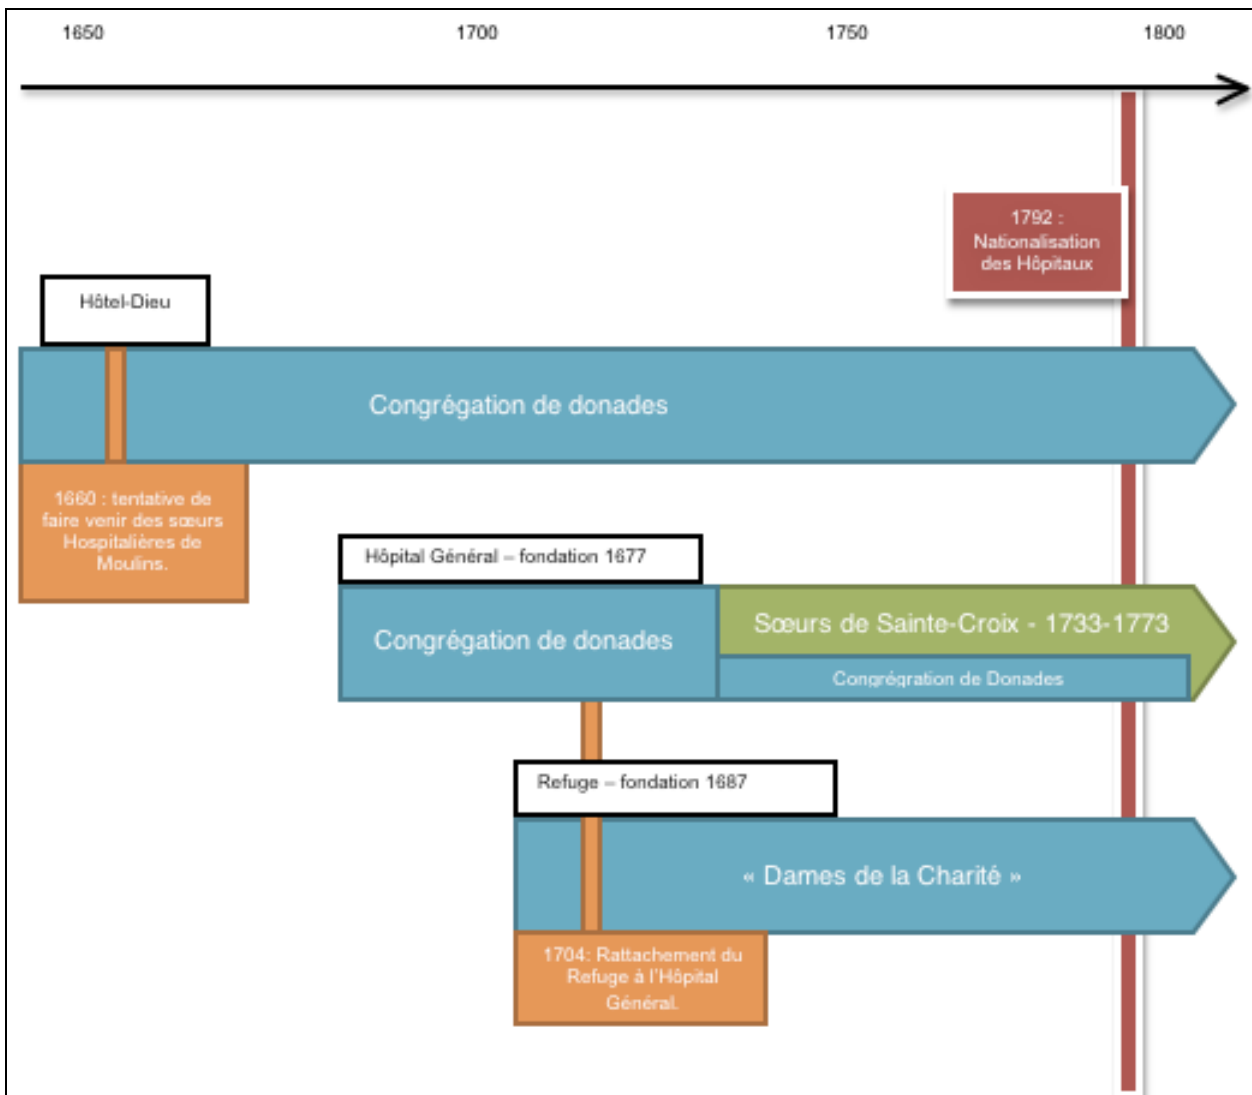 1650 1700 1750 1800
1792 :
Nationalisation
des Hôpitaux
Hôtel-Dieu
Congrégation de donades
1660 : tentative de
faire venir des sœurs
Hospitalières de
Moulins.
Hôpital Général – fondation 1677
Congrégation de donades
Sœurs de Sainte-Croix - 1733-1773
Congrégration de Donades
Refuge – fondation 1687
« Dames de la Charité »
1704: Rattachement du
Refuge à l'Hôpital
Général.